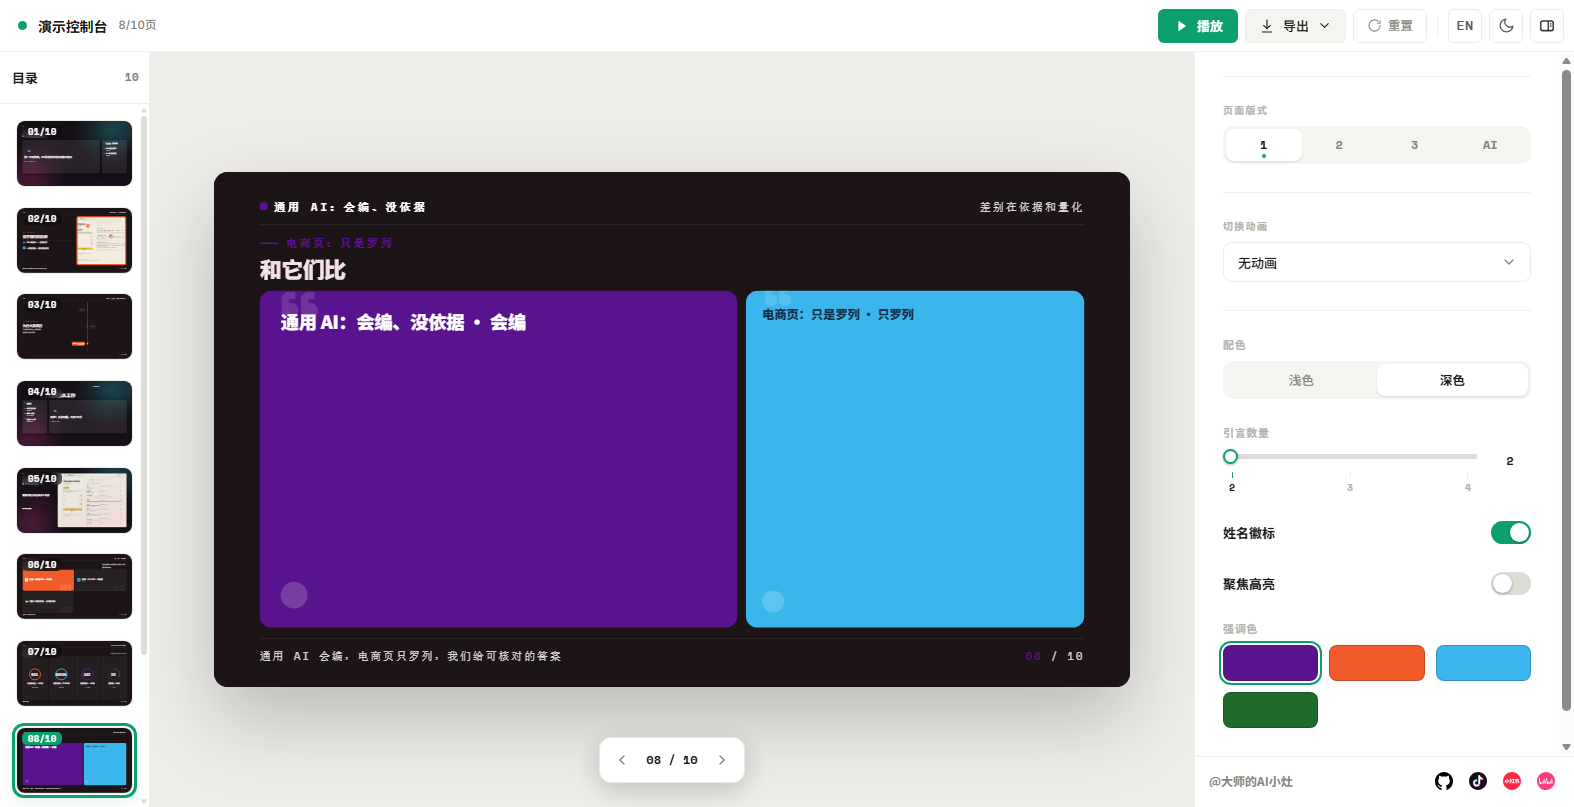 演示控制台 8/10页
播放
导出
重置
EN
目录 10
01/10
02/10
03/10
04/10
05/10
06/10
07/10
08/10
通用 AI：会编、没依据
差别在依据和量化
电商页：只是罗列
和它们比
通用 AI：会编、没依据 · 会编
电商页：只是罗列 · 只罗列
通用 AI 会编，电商页只罗列，我们给可核对的答案
08 / 10
08 / 10
页面版式
1 2 3 AI
切换动画
无动画
配色
浅色 深色
引言数量
2
2 3 4
姓名徽标
聚焦高亮
强调色
@大师的AI小灶